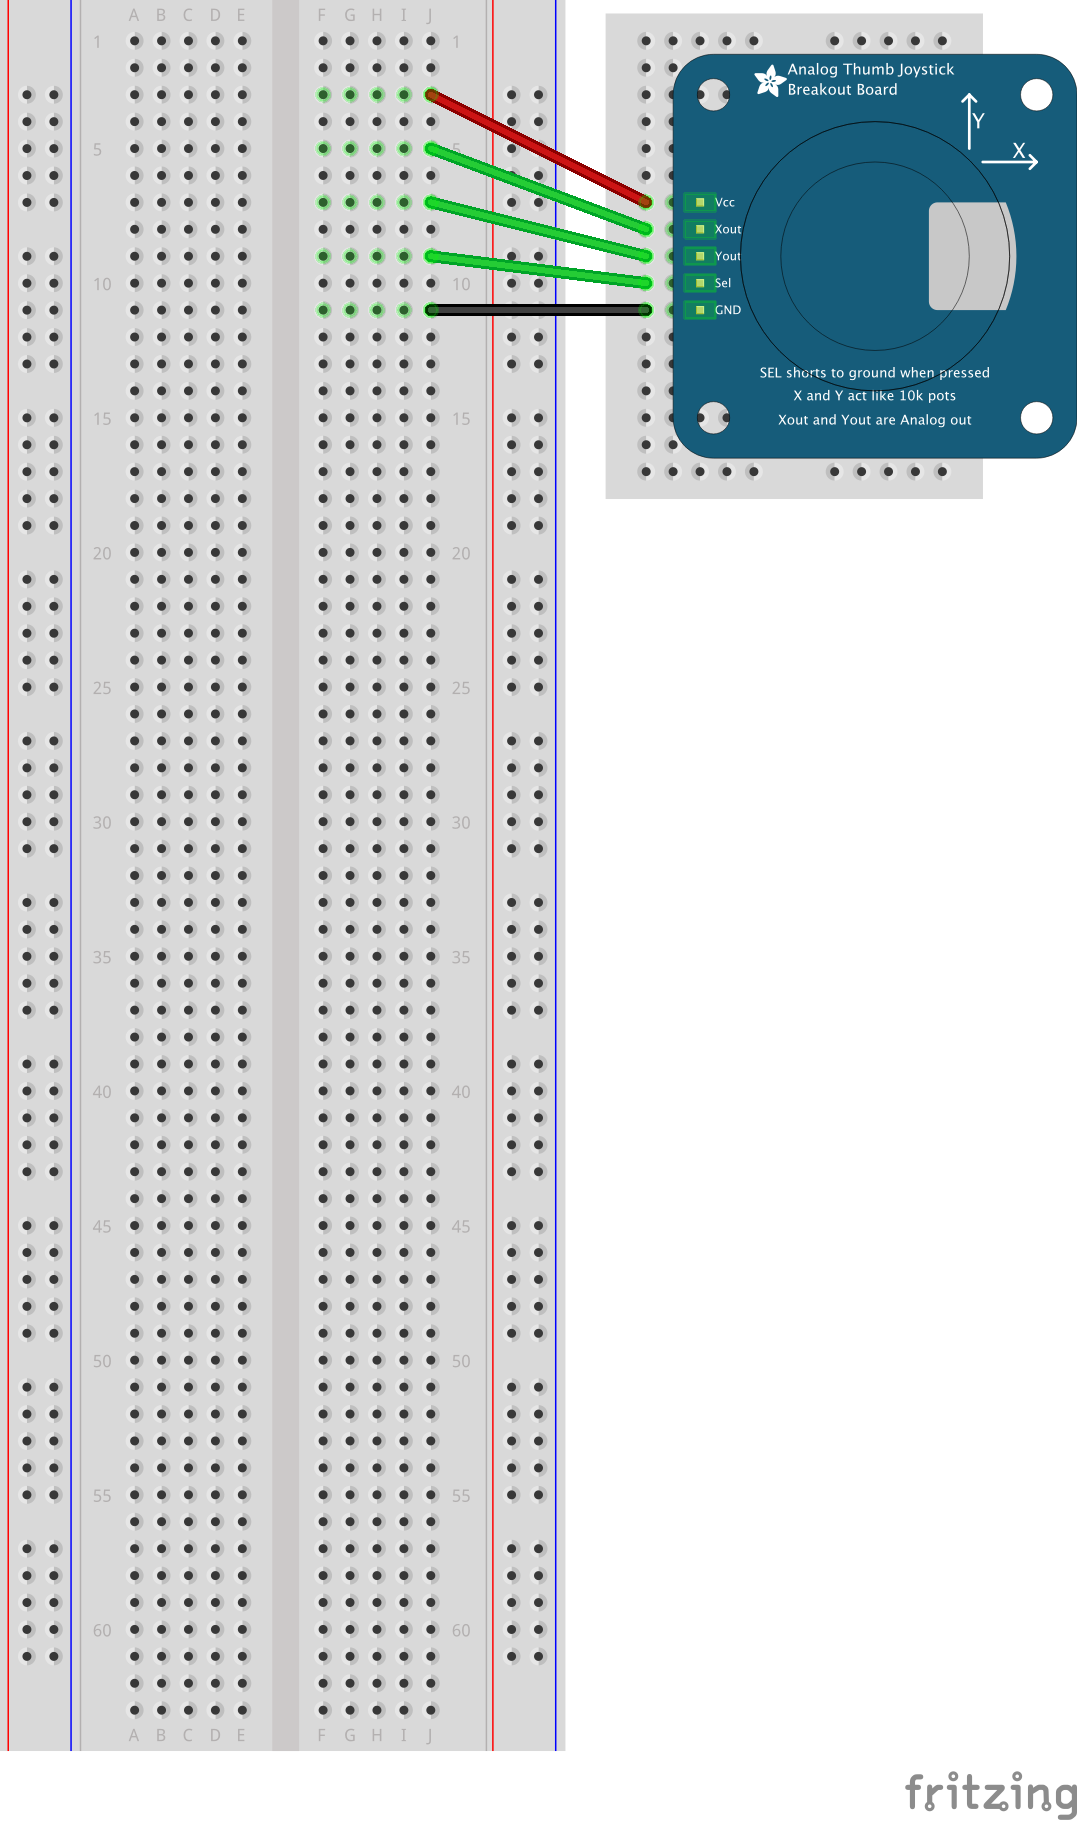 A B C D E F G H I J
1 1
5 5
10 10
15 15
20 20
25 25
30 30
35 35
40 40
45 45
50 50
55 55
60 60
A B C D E F G H I J
Analog Thumb Joystick
Breakout Board
Y
X
Vcc
Xout
Yout
Sel
GND
SEL shorts to ground when pressed
X and Y act like 10k pots
Xout and Yout are Analog out
fritzing